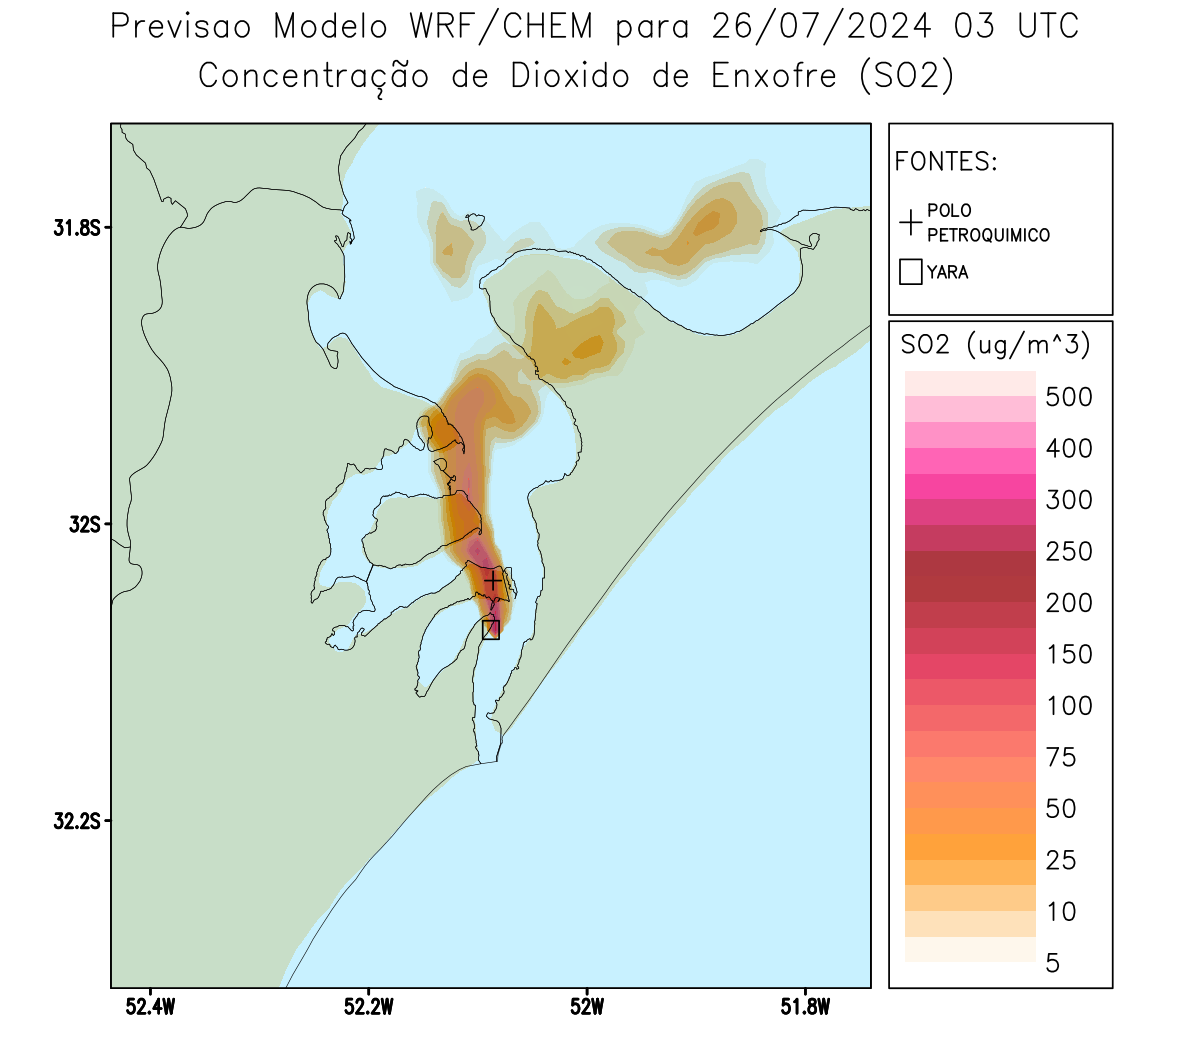 Previsao Modelo WRF/CHEM para 26/07/2024 03 UTC
Concentração de Dioxido de Enxofre (SO2)
FONTES:
POLO
PETROQUIMICO
YARA
SO2 (ug/m^3)
500
400
300
250
200
150
100
75
50
25
10
5
31.8S
32S
32.2S
52.4W
52.2W
52W
51.8W